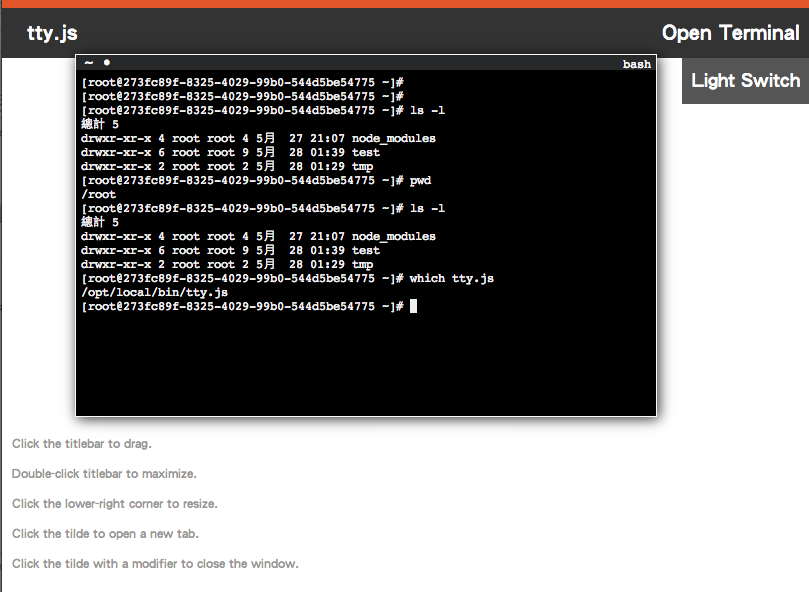 tty.js
Open Terminal
Light Switch
~ •
bash
[root@273fc89f-8325-4029-99b0-544d5be54775 ~]#
[root@273fc89f-8325-4029-99b0-544d5be54775 ~]#
[root@273fc89f-8325-4029-99b0-544d5be54775 ~]# ls -l
總計 5
drwxr-xr-x 4 root root 4 5月  27 21:07 node_modules
drwxr-xr-x 6 root root 9 5月  28 01:39 test
drwxr-xr-x 2 root root 2 5月  28 01:29 tmp
[root@273fc89f-8325-4029-99b0-544d5be54775 ~]# pwd
/root
[root@273fc89f-8325-4029-99b0-544d5be54775 ~]# ls -l
總計 5
drwxr-xr-x 4 root root 4 5月  27 21:07 node_modules
drwxr-xr-x 6 root root 9 5月  28 01:39 test
drwxr-xr-x 2 root root 2 5月  28 01:29 tmp
[root@273fc89f-8325-4029-99b0-544d5be54775 ~]# which tty.js
/opt/local/bin/tty.js
[root@273fc89f-8325-4029-99b0-544d5be54775 ~]#
Click the titlebar to drag.
Double-click titlebar to maximize.
Click the lower-right corner to resize.
Click the tilde to open a new tab.
Click the tilde with a modifier to close the window.